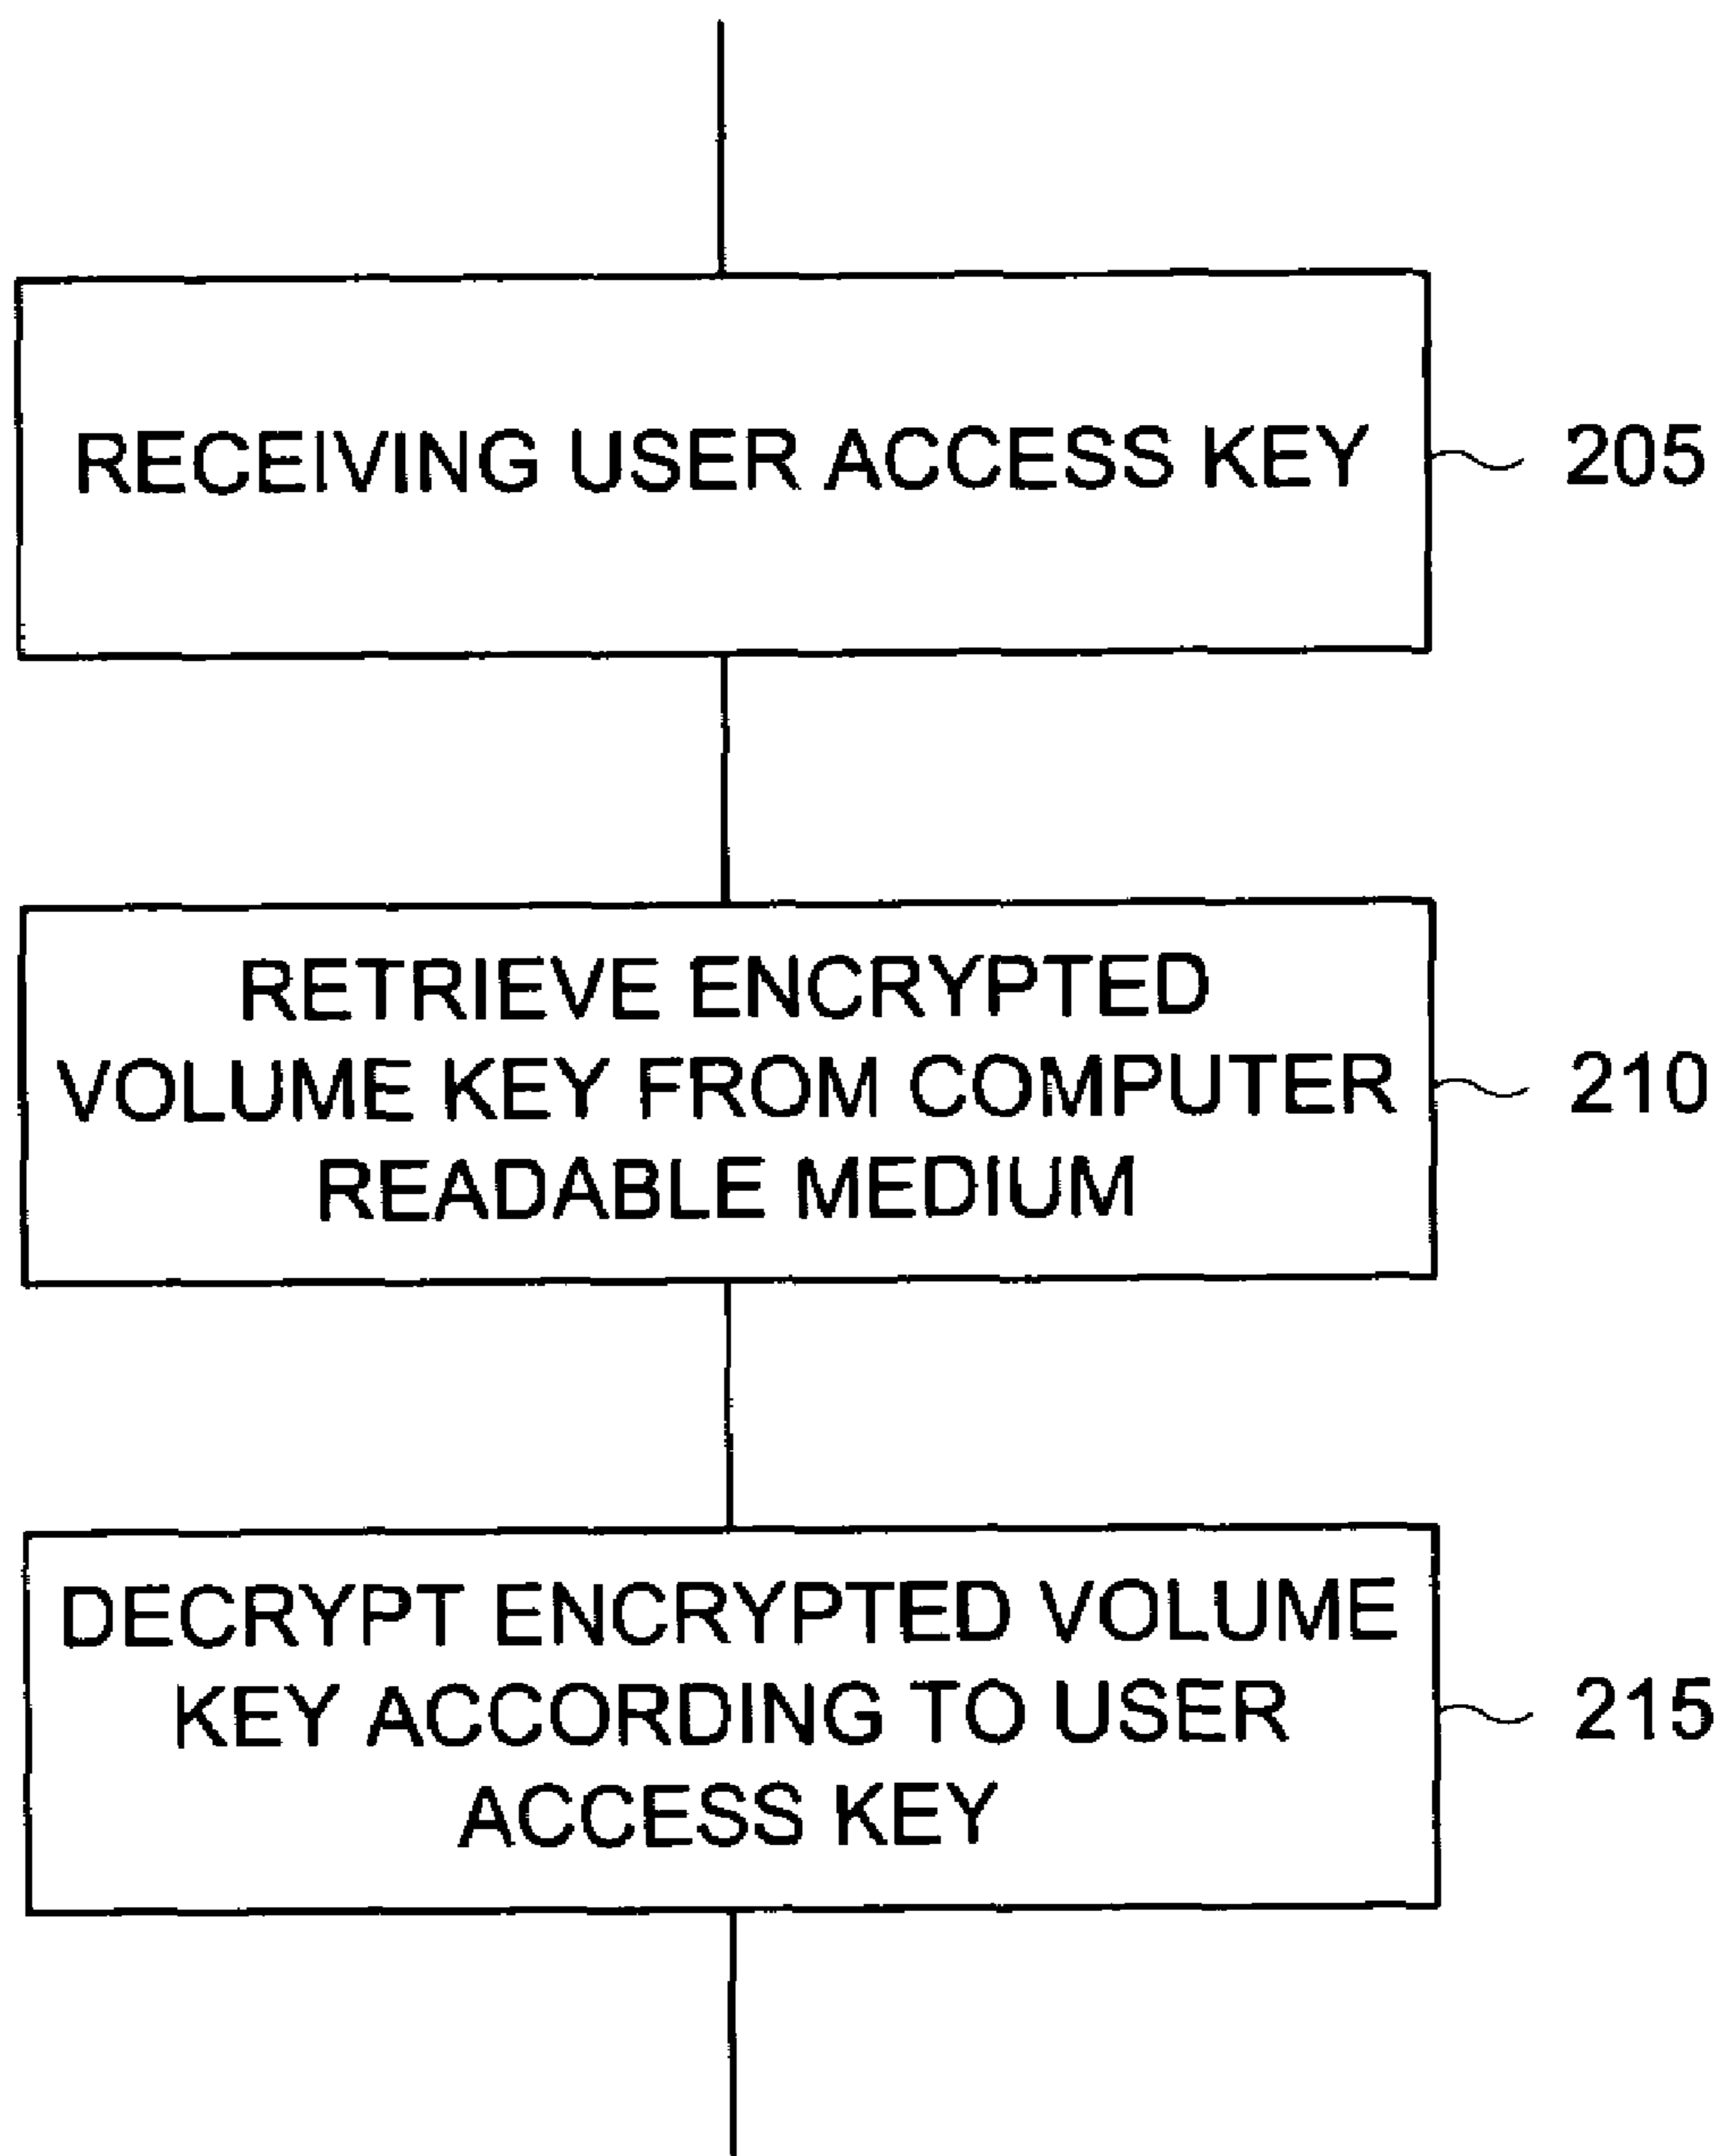 RECEIVING USER ACCESS KEY
205
RETRIEVE ENCRYPTED
VOLUME KEY FROM COMPUTER
READABLE MEDIUM
210
DECRYPT ENCRYPTED VOLUME
KEY ACCORDING TO USER
ACCESS KEY
215